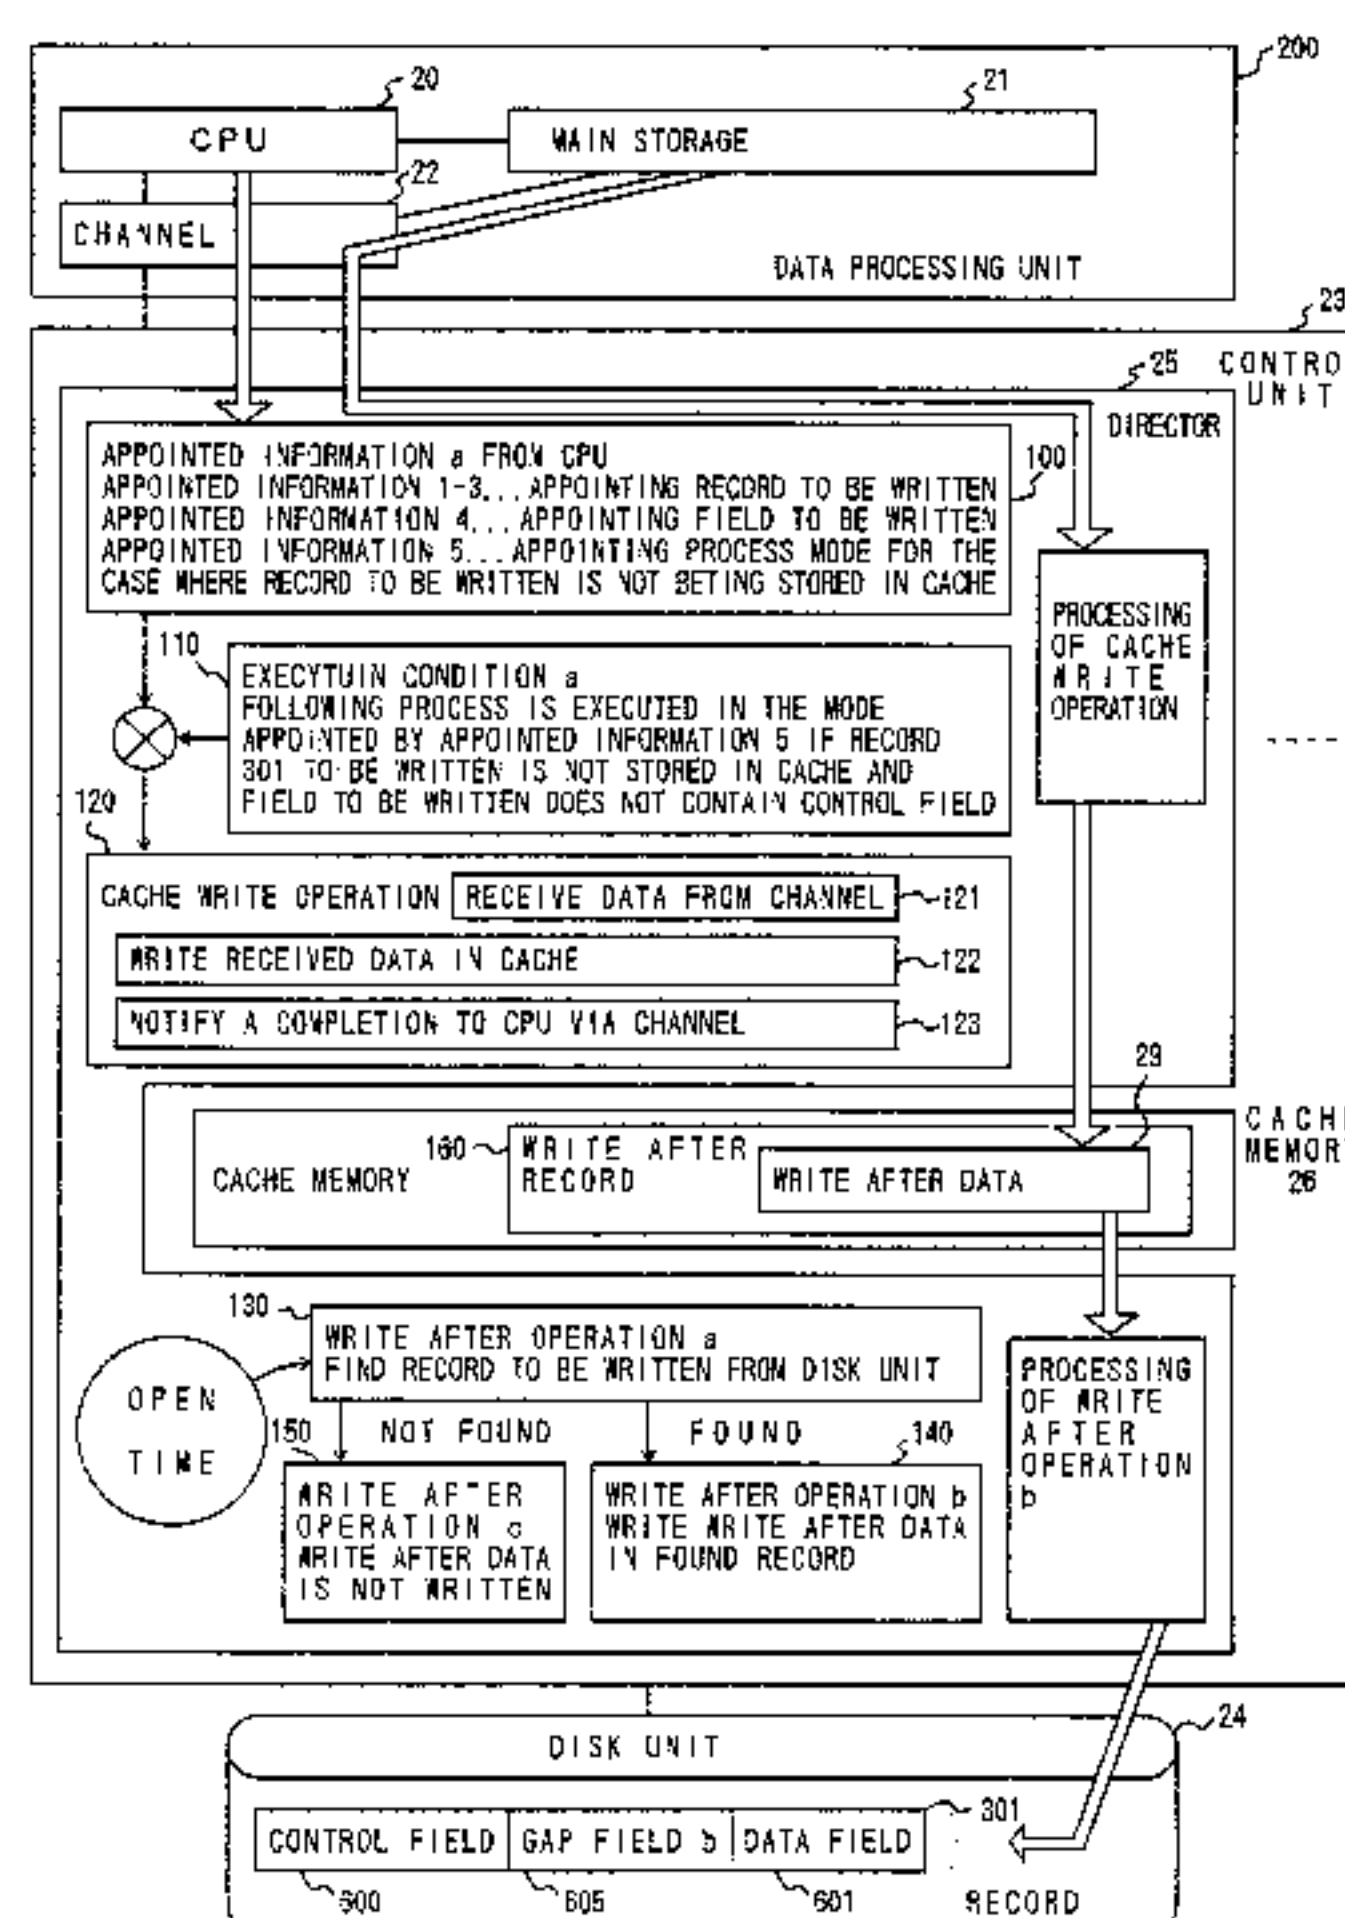 200
20
21
CPU
MAIN STORAGE
22
CHANNEL
DATA PROCESSING UNIT
23
25
CONTRO
UNIT
DIRECTOR
APPOINTED INFORMATION a FROM CPU
APPOINTED INFORMATION 1-3...APPOINTING RECORD TO BE WRITTEN
APPOINTED INFORMATION 4...APPOINTING FIELD TO BE WRITTEN
APPOINTED INFORMATION 5...APPOINTING PROCESS MODE FOR THE
CASE WHERE RECORD TO BE WRITTEN IS NOT BETING STORED IN CACHE
100
PROCESSING
OF CACHE
WRITE
OPERATION
110
EXECYTUIN CONDITION a
FOLLOWING PROCESS IS EXECUTED IN THE MODE
APPOINTED BY APPOINTED INFORMATION 5 IF RECORD
301 TO BE WRITTEN IS NOT STORED IN CACHE AND
FIELD TO BE WRITTEN DOES NOT CONTAIN CONTROL FIELD
120
CACHE WRITE OPERATION
RECEIVE DATA FROM CHANNEL
121
WRITE RECEIVED DATA IN CACHE
122
NOTIFY A COMPLETION TO CPU VIA CHANNEL
123
29
CACHE MEMORY
160
WRITE AFTER
RECORD
WRITE AFTER DATA
CACH
MEMOR
26
130
WRITE AFTER OPERATION a
FIND RECORD TO BE WRITTEN FROM DISK UNIT
OPEN
TIME
150
NOT FOUND
FOUND
140
WRITE AFTER
OPERATION c
WRITE AFTER DATA
IS NOT WRITTEN
WRITE AFTER OPERATION b
WRITE WRITE AFTER DATA
IN FOUND RECORD
PROCESSING
OF WRITE
AFTER
OPERATION
b
24
DISK UNIT
301
CONTROL FIELD
GAP FIELD b
DATA FIELD
600
605
601
RECORD